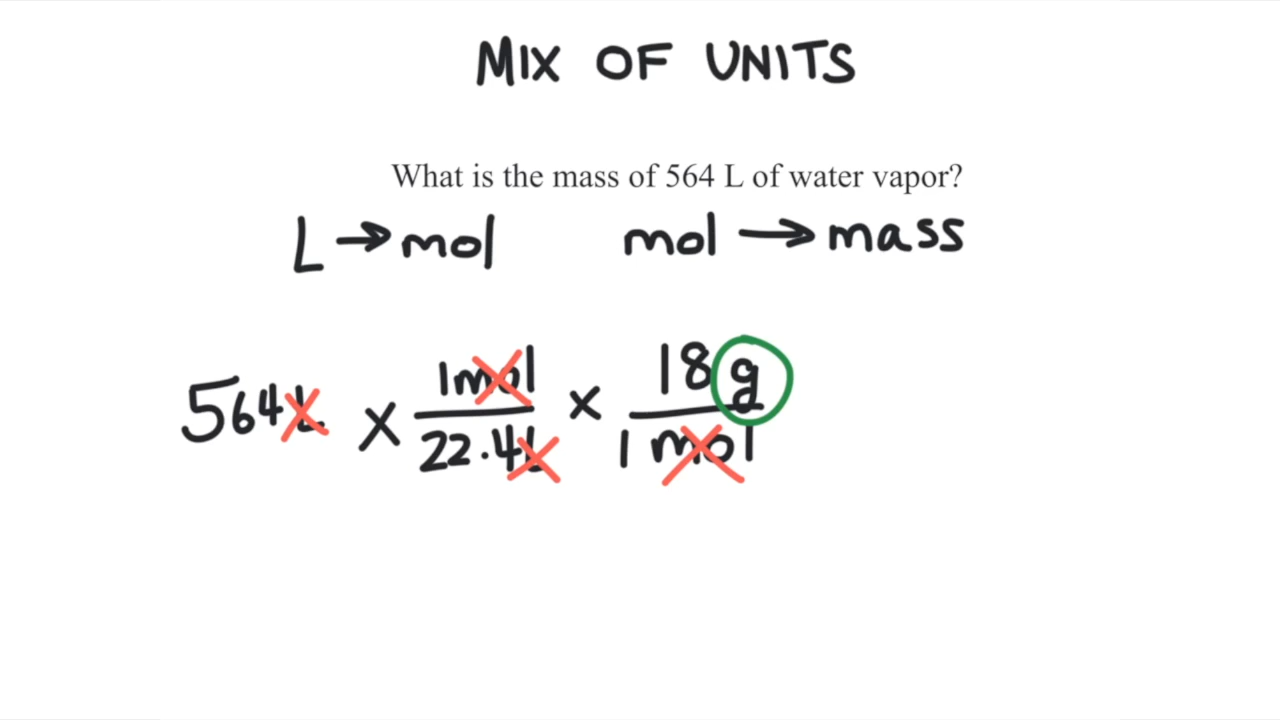 MIX OF UNITS
What is the mass of 564 L of water vapor?
L → mol mol → mass
1 mol 18 g
564 L × ――― × ―――
22.4 L 1 mol